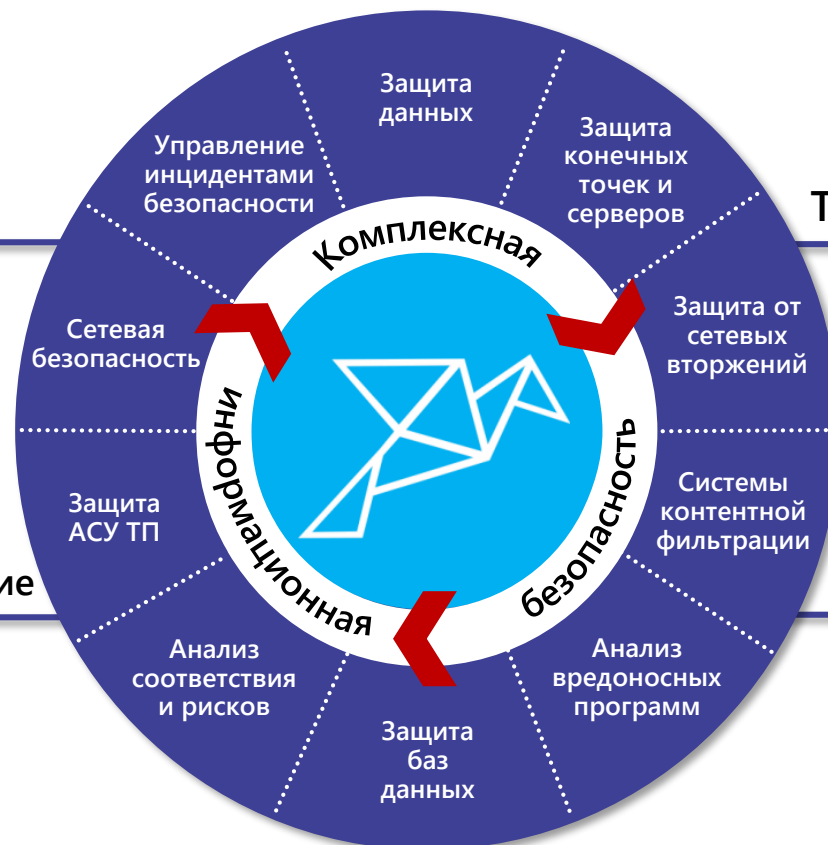 Защита
данных
Защита
конечных
точек и
серверов
Т
Защита от
сетевых
вторжений
Системы
контентной
фильтрации
Анализ
вредоносных
программ
Защита
баз
данных
Анализ
соответствия
и рисков
ие
Защита
АСУ ТП
Сетевая
безопасность
Управление
инцидентами
безопасности
Комплексная
информационная
безопасность